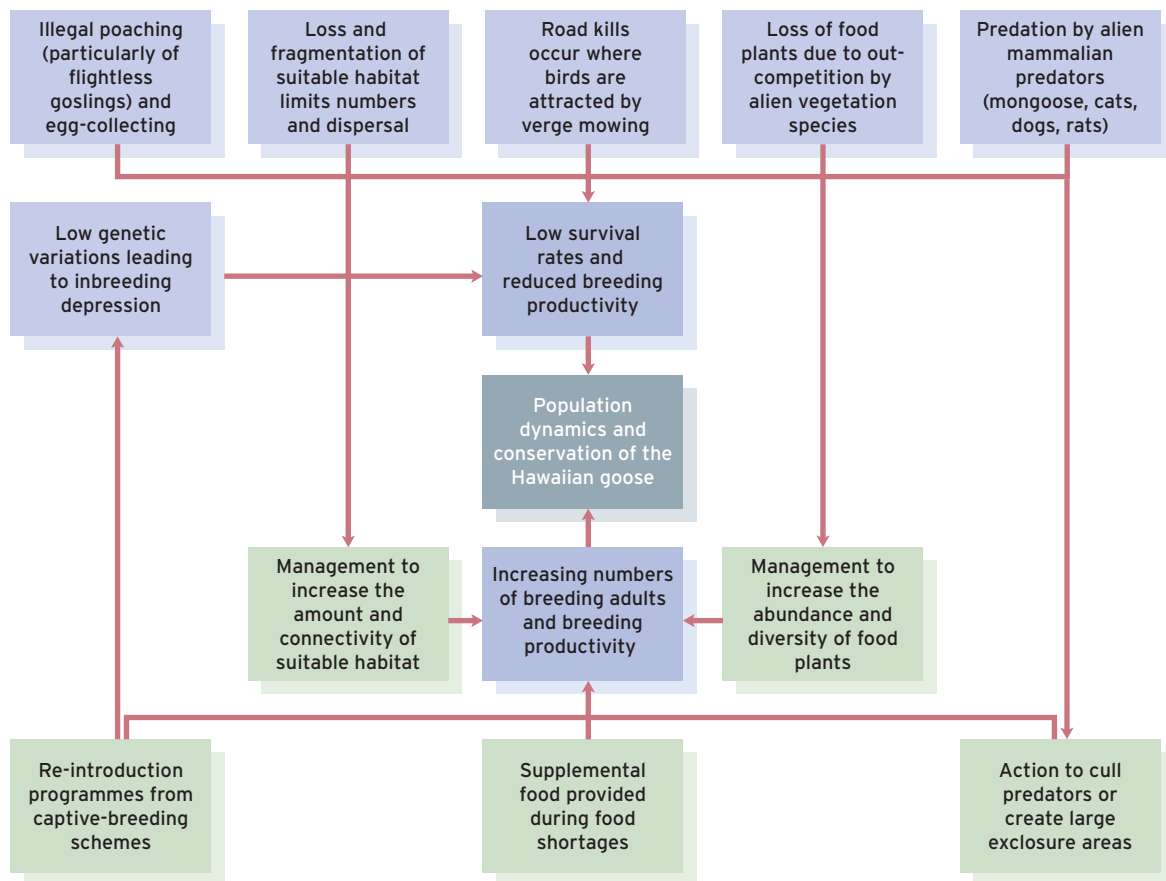 Illegal poaching
(particularly of
flightless
goslings) and
egg-collecting
Loss and
fragmentation of
suitable habitat
limits numbers
and dispersal
Road kills
occur where
birds are
attracted by
verge mowing
Loss of food
plants due to out-
competition by
alien vegetation
species
Predation by alien
mammalian
predators
(mongoose, cats,
dogs, rats)
Low genetic
variations leading
to inbreeding
depression
Low survival
rates and
reduced breeding
productivity
Population
dynamics and
conservation of the
Hawaiian goose
Management to
increase the
amount and
connectivity of
suitable habitat
Increasing numbers
of breeding adults
and breeding
productivity
Management to
increase the
abundance and
diversity of food
plants
Re-introduction
programmes from
captive-breeding
schemes
Supplemental
food provided
during food
shortages
Action to cull
predators or
create large
exclosure areas